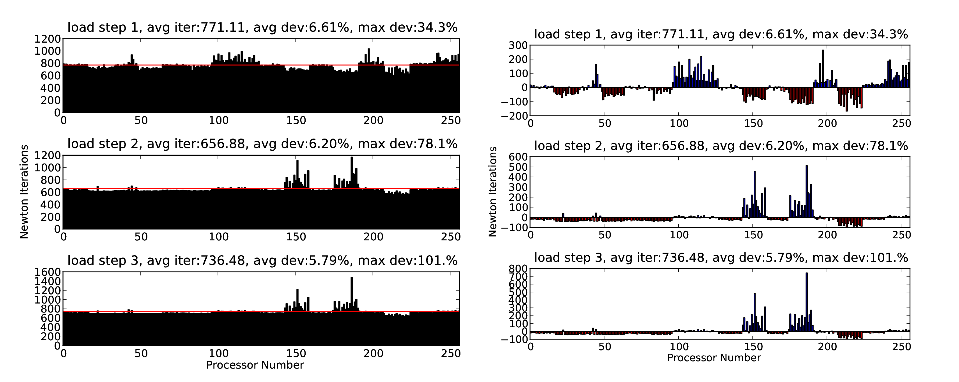 load step 1, avg iter:771.11, avg dev:6.61%, max dev:34.3%
1200
1000
800
600
400
200
0
0 50 100 150 200 250
load step 2, avg iter:656.88, avg dev:6.20%, max dev:78.1%
1200
1000
800
600
400
200
0
0 50 100 150 200 250
Newton Iterations
load step 3, avg iter:736.48, avg dev:5.79%, max dev:101.%
1600
1400
1200
1000
800
600
400
200
0
0 50 100 150 200 250
Processor Number
load step 1, avg iter:771.11, avg dev:6.61%, max dev:34.3%
300
200
100
0
−100
−200
0 50 100 150 200 250
load step 2, avg iter:656.88, avg dev:6.20%, max dev:78.1%
600
500
400
300
200
100
0
−100
0 50 100 150 200 250
Newton Iterations
load step 3, avg iter:736.48, avg dev:5.79%, max dev:101.%
800
700
600
500
400
300
200
100
0
−100
0 50 100 150 200 250
Processor Number